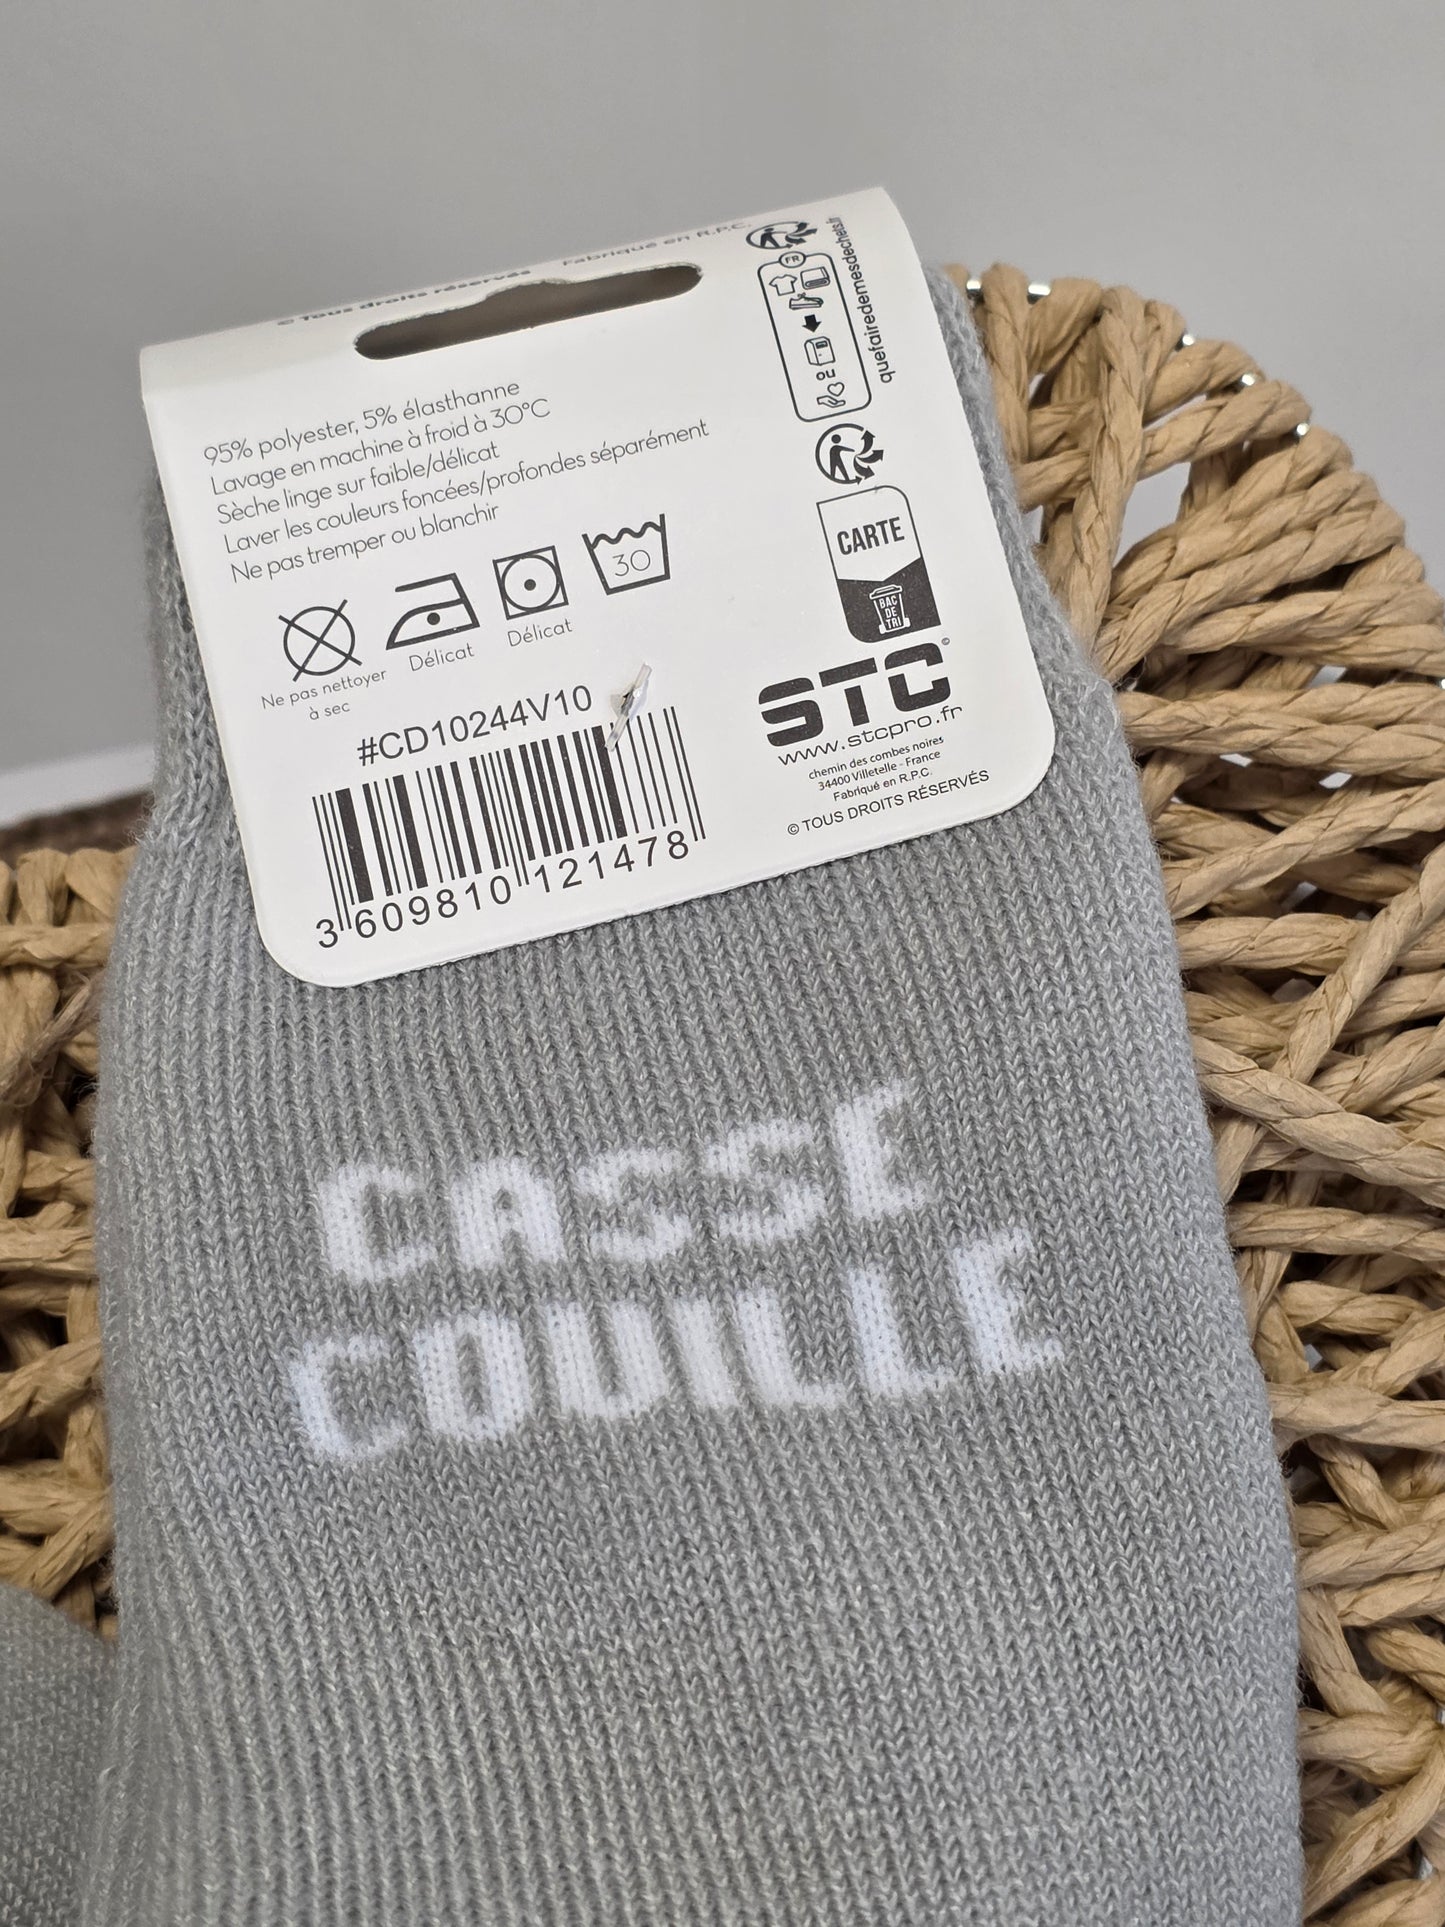 © Tous droits réservés Fabriqué en R.P.C.
95% polyester, 5% élasthanne
Lavage en machine à froid à 30°C
Sèche linge sur faible/délicat
Laver les couleurs foncées/profondes séparément
Ne pas tremper ou blanchir
30
Ne pas nettoyer
à sec
Délicat
Délicat
#CD10244V10
3 609810 121478
FR
ou
quefairedemesdechets.fr
CARTE
BAC
DE
TRI
STC©
www.stcpro.fr
chemin des combes noires
34400 Villetelle - France
Fabriqué en R.P.C.
© TOUS DROITS RÉSERVÉS
CASSE
COUILLE